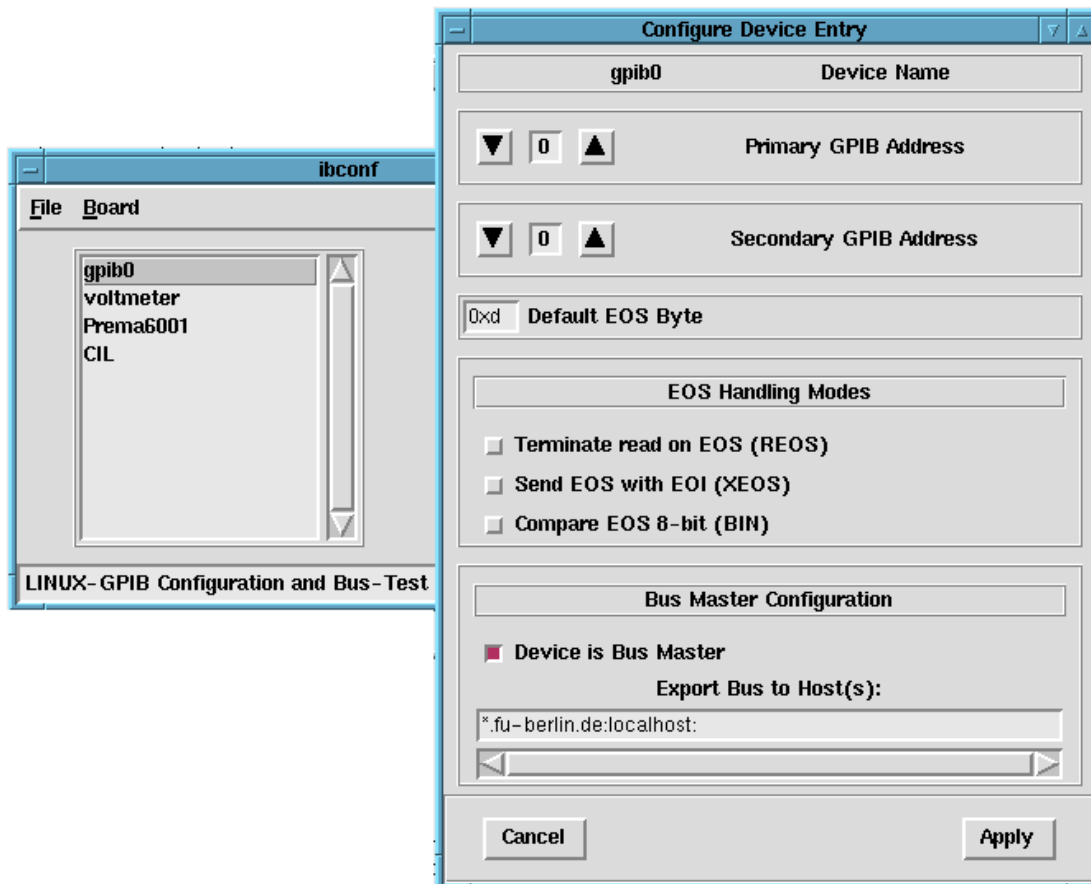 ibconf
File Board
gpib0
voltmeter
Prema6001
CIL
LINUX-GPIB Configuration and Bus-Test
Configure Device Entry
gpib0 Device Name
0 Primary GPIB Address
0 Secondary GPIB Address
0xd Default EOS Byte
EOS Handling Modes
Terminate read on EOS (REOS)
Send EOS with EOI (XEOS)
Compare EOS 8-bit (BIN)
Bus Master Configuration
Device is Bus Master
Export Bus to Host(s):
*.fu-berlin.de:localhost:
Cancel Apply